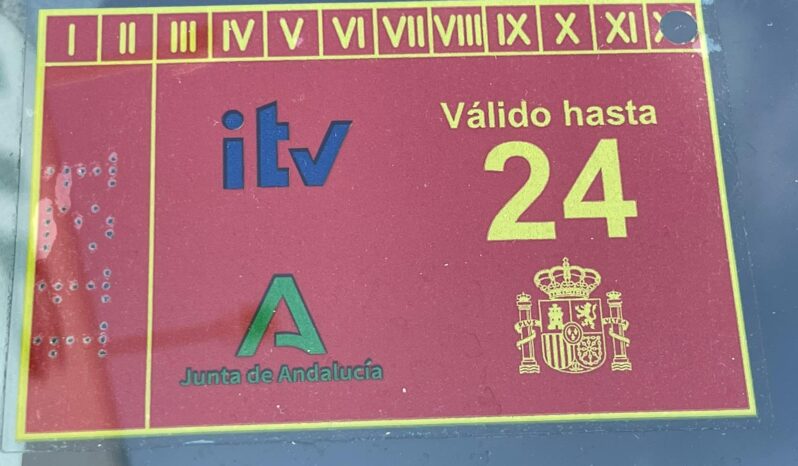 I II III IV V VI VII VIII IX X XI
itv
Válido hasta
24
Junta de Andalucía